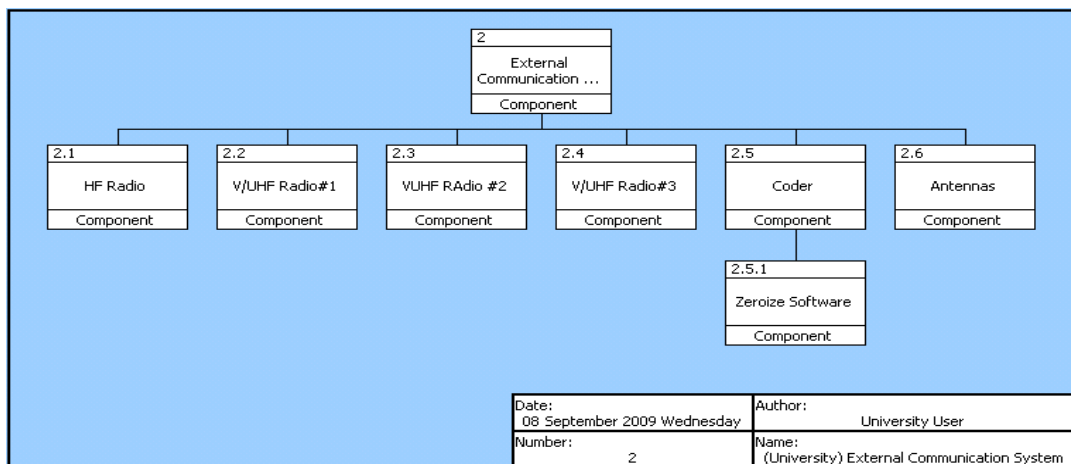 2
External
Communication ...
Component
2.1
HF Radio
Component
2.2
V/UHF Radio#1
Component
2.3
VUHF RAdio #2
Component
2.4
V/UHF Radio#3
Component
2.5
Coder
Component
2.6
Antennas
Component
2.5.1
Zeroize Software
Component
Date:
08 September 2009 Wednesday
Author:
University User
Number:
2
Name:
(University) External Communication System